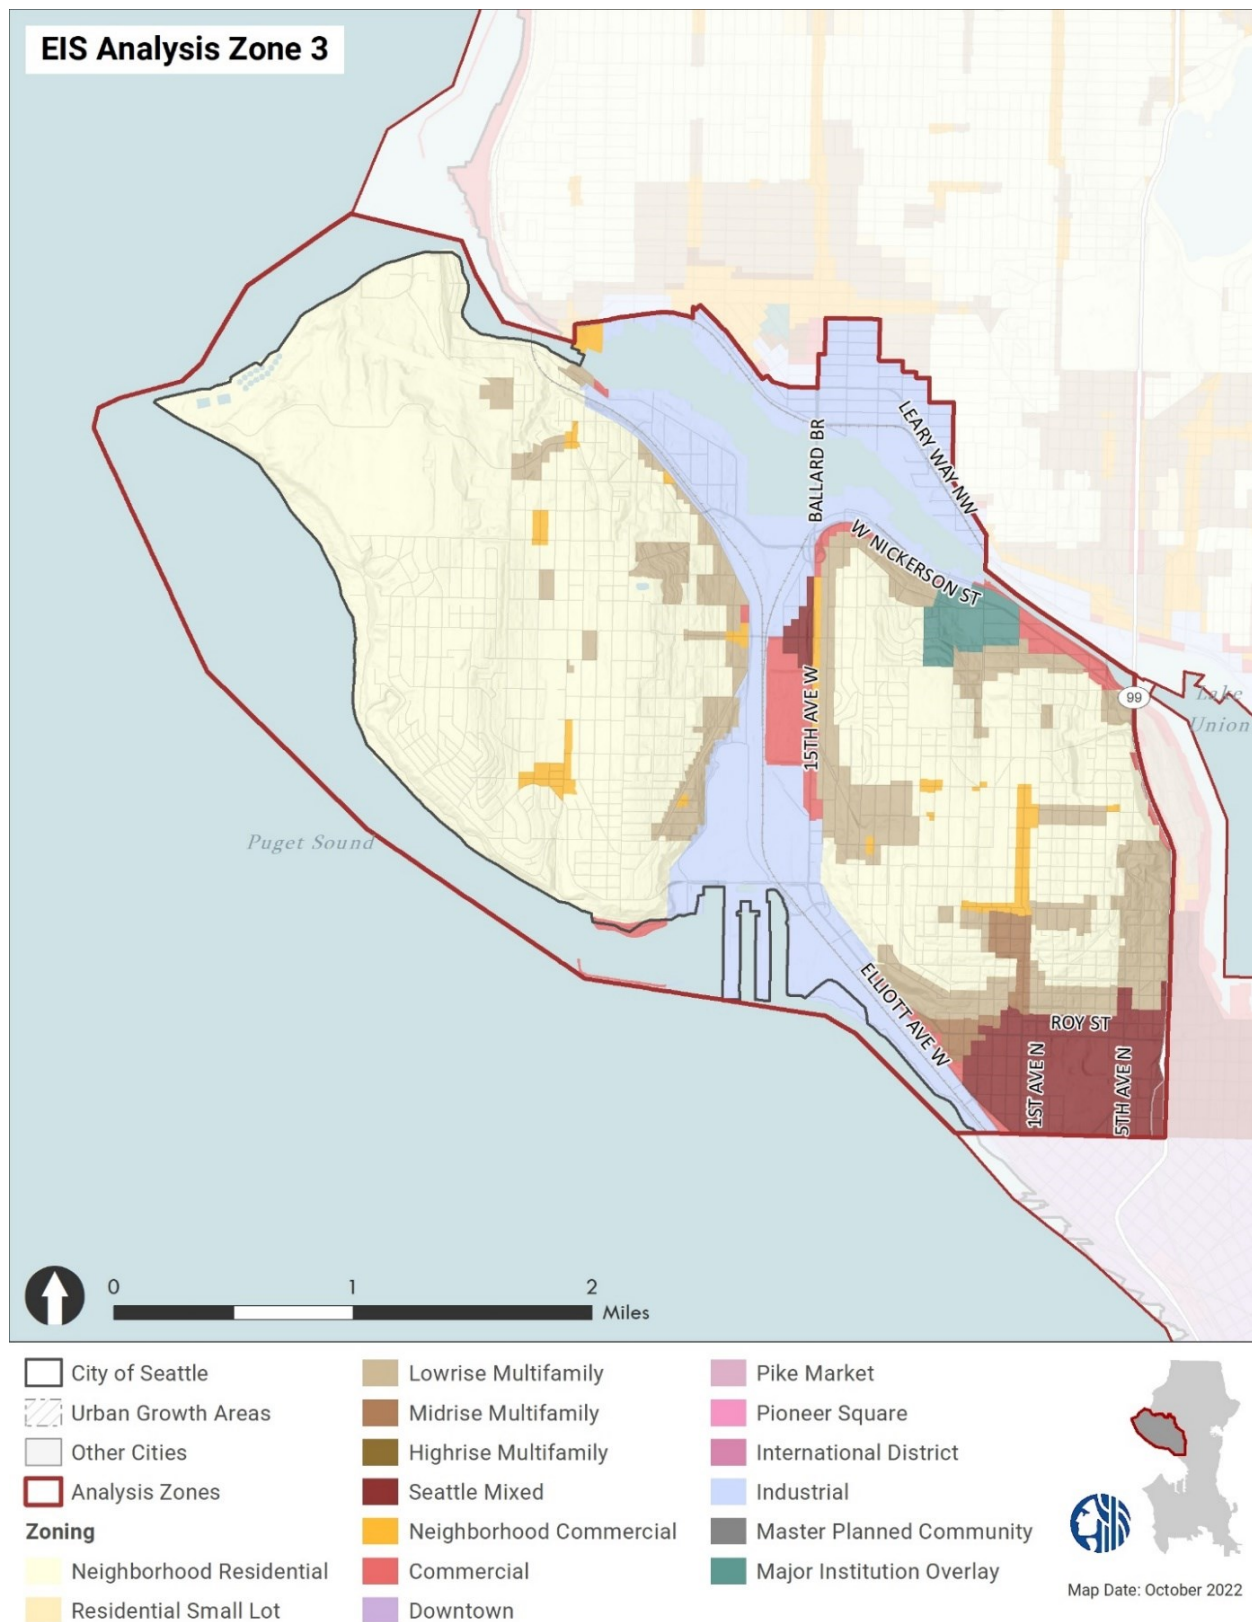 EIS Analysis Zone 3
LEARY WAY NW
BALLARD BR
W NICKERSON ST
99
Lake
Union
15TH AVE W
Puget Sound
ELLIOTT AVE W
ROY ST
1ST AVE N
5TH AVE N
0 1 2
Miles
City of Seattle
Urban Growth Areas
Other Cities
Analysis Zones
Zoning
Neighborhood Residential
Residential Small Lot
Lowrise Multifamily
Midrise Multifamily
Highrise Multifamily
Seattle Mixed
Neighborhood Commercial
Commercial
Downtown
Pike Market
Pioneer Square
International District
Industrial
Master Planned Community
Major Institution Overlay
Map Date: October 2022